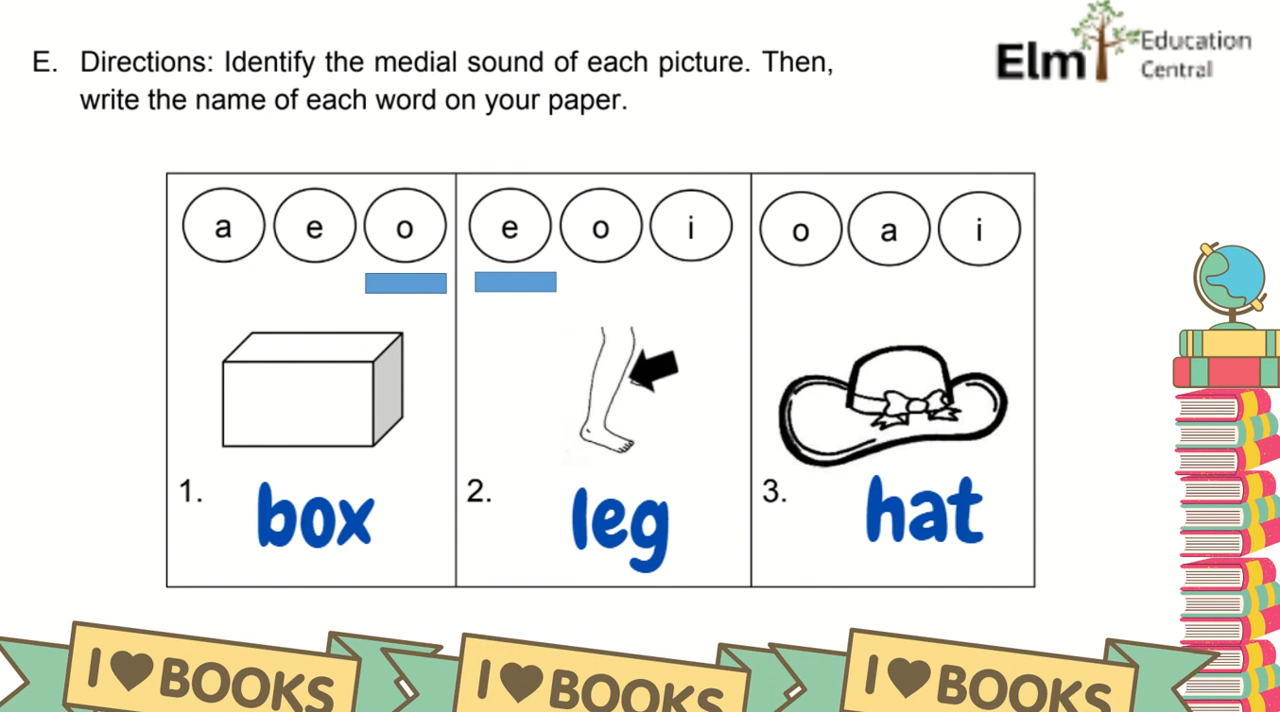 Elm Education
Central
E. Directions: Identify the medial sound of each picture. Then,
write the name of each word on your paper.
a e o
e o i
o a i
1. box
2. leg
3. hat
I BOOKS
I BOOKS
I BOOKS